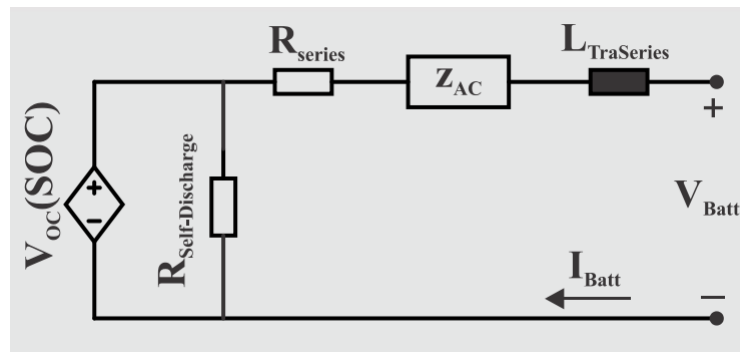 R_series
Z_AC
L_TraSeries
+
V_OC(SOC)
+
−
R_Self-Discharge
V_Batt
I_Batt
−